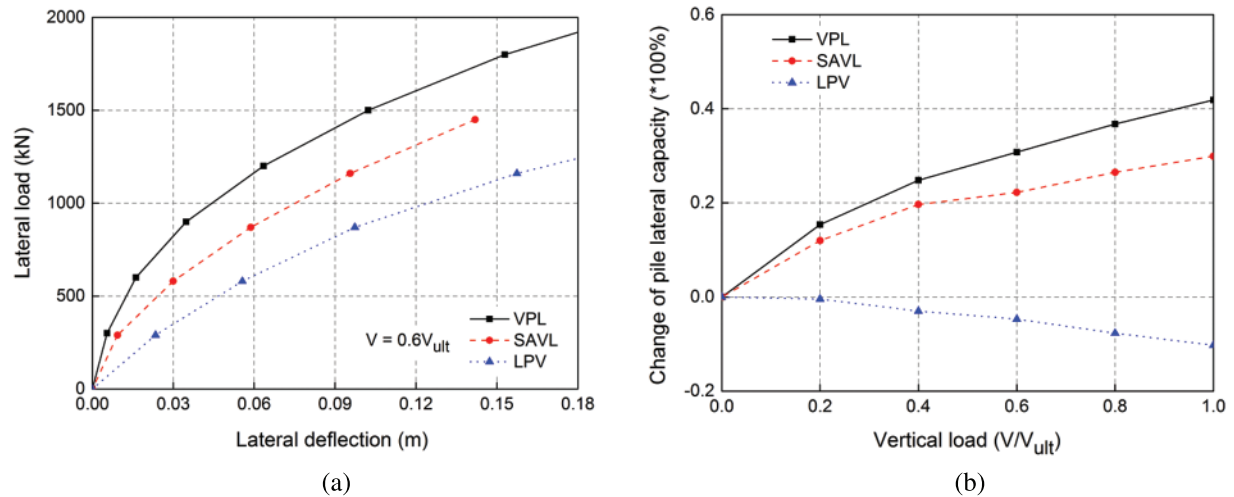 2000
1500
1000
500
0
Lateral load (kN)
VPL
SAVL
LPV
V = 0.6V_ult
0.00 0.03 0.06 0.09 0.12 0.15 0.18
Lateral deflection (m)
(a)
0.6
0.4
0.2
0.0
-0.2
Change of pile lateral capacity (*100%)
VPL
SAVL
LPV
0.0 0.2 0.4 0.6 0.8 1.0
Vertical load (V/V_ult)
(b)